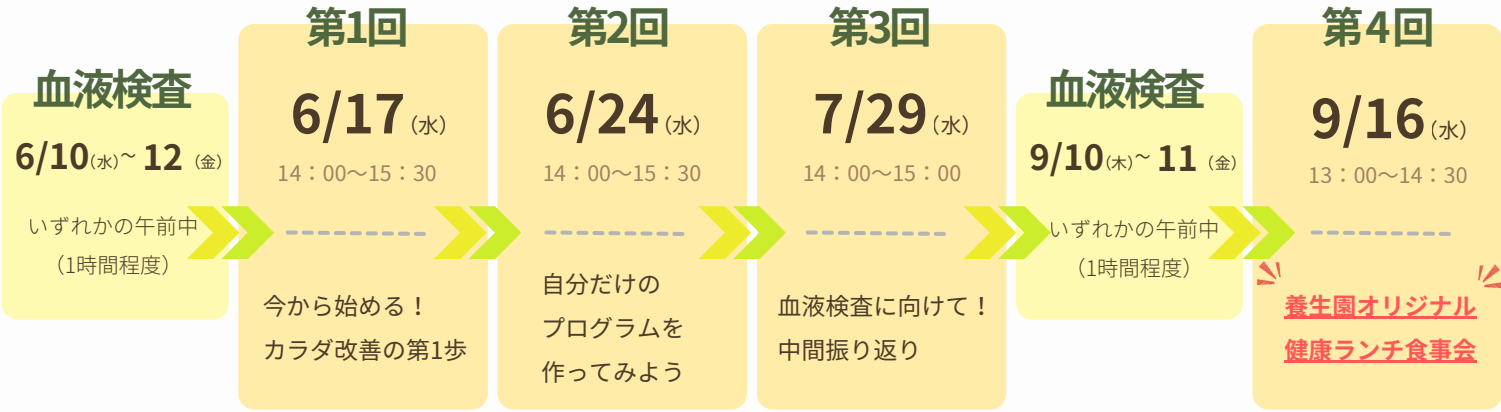 血液検査
6/10(水)~ 12 (金)
いずれかの午前中
(1時間程度)
第1回
6/17(水)
14:00〜15:30
今から始める!
カラダ改善の第1歩
第2回
6/24(水)
14:00〜15:30
自分だけの
プログラムを
作ってみよう
第3回
7/29(水)
14:00〜15:00
血液検査に向けて!
中間振り返り
血液検査
9/10(木)~ 11 (金)
いずれかの午前中
(1時間程度)
第4回
9/16(水)
13:00〜14:30
養生園オリジナル
健康ランチ食事会